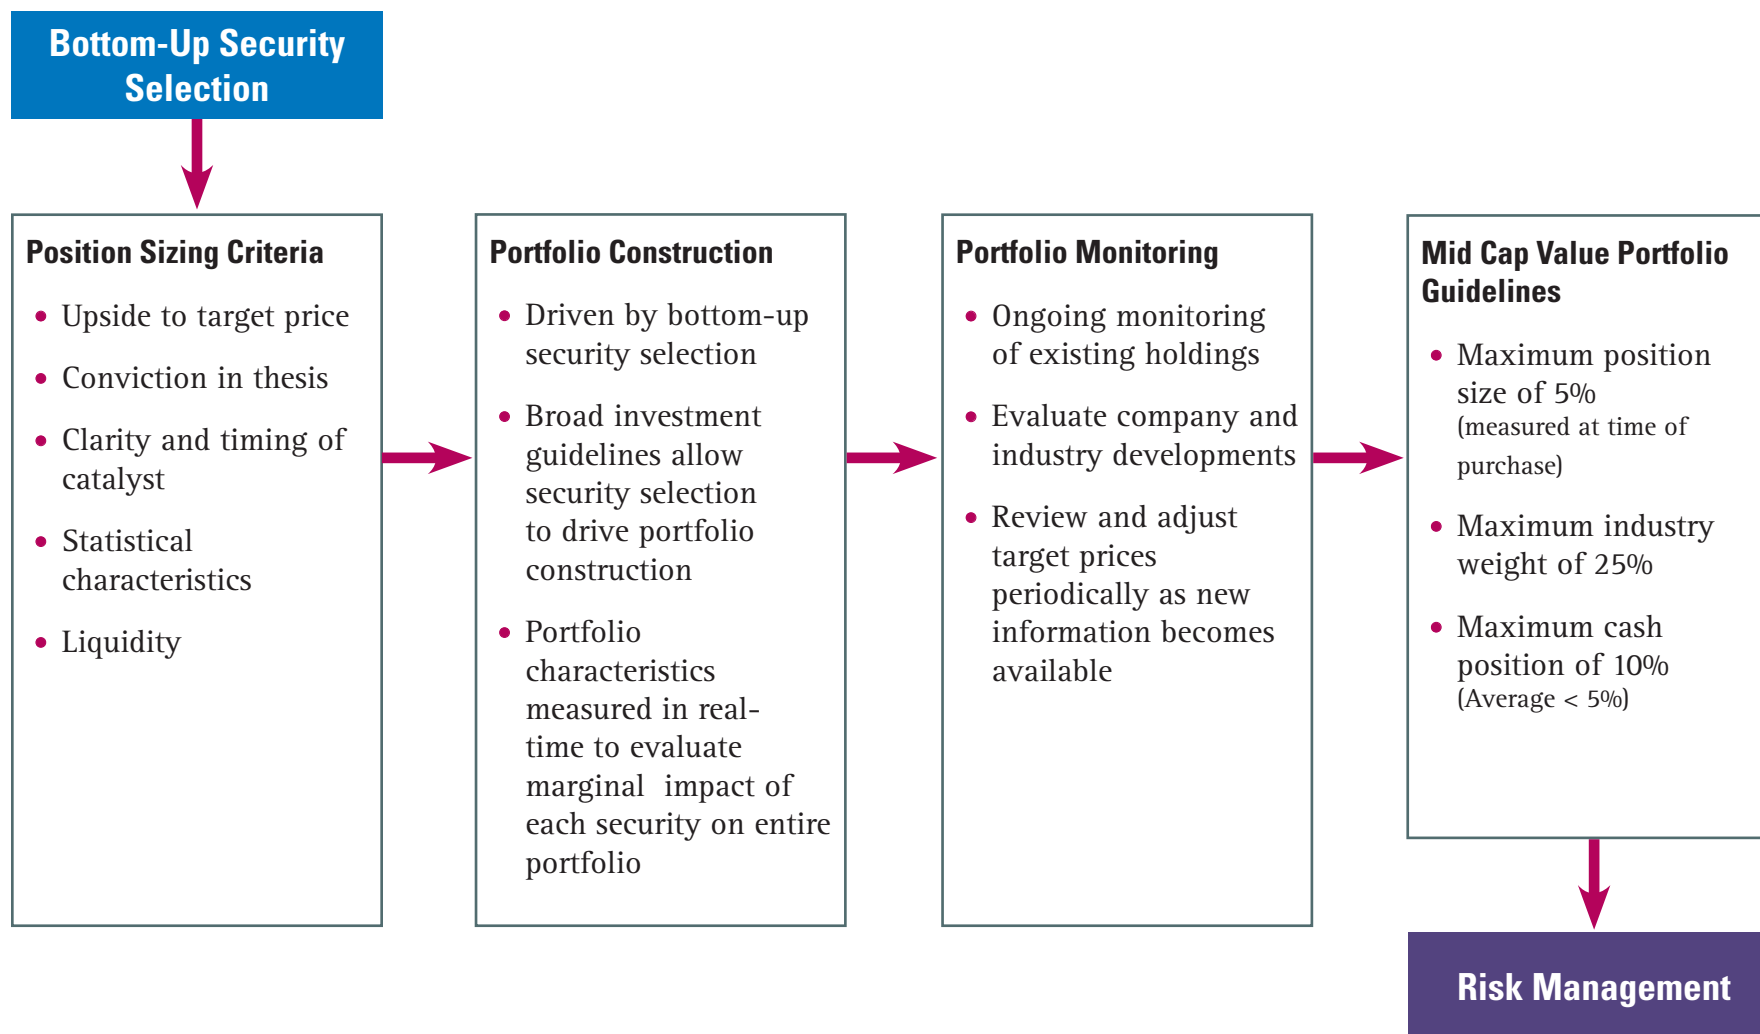 Bottom-Up Security
Selection
Position Sizing Criteria
• Upside to target price
• Conviction in thesis
• Clarity and timing of
catalyst
• Statistical
characteristics
• Liquidity
Portfolio Construction
• Driven by bottom-up
security selection
• Broad investment
guidelines allow
security selection
to drive portfolio
construction
• Portfolio
characteristics
measured in real-
time to evaluate
marginal  impact of
each security on entire
portfolio
Portfolio Monitoring
• Ongoing monitoring
of existing holdings
• Evaluate company and
industry developments
• Review and adjust
target prices
periodically as new
information becomes
available
Mid Cap Value Portfolio
Guidelines
• Maximum position
size of 5%
(measured at time of
purchase)
• Maximum industry
weight of 25%
• Maximum cash
position of 10%
(Average < 5%)
Risk Management